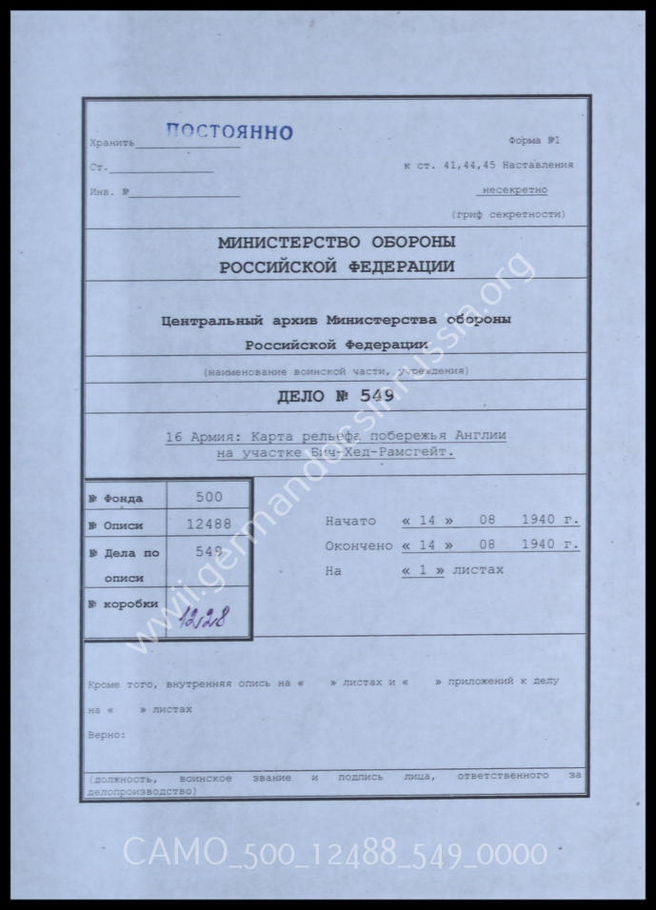 ПОСТОЯННО
Хранить
Форма №1
Ст.
к ст. 41,44,45 Наставления
Инв. №
несекретно
(гриф секретности)
МИНИСТЕРСТВО ОБОРОНЫ
РОССИЙСКОЙ ФЕДЕРАЦИИ
Центральный архив Министерства обороны
Российской Федерации
(наименование воинской части, учреждения)
ДЕЛО № 549
16 Армия: Карта рельефа побережья Англии
на участке Бич-Хед-Рамсгейт.
№ Фонда 500
№ Описи 12488
№ Дела по описи 549
№ коробки 12128
Начато « 14 » 08 1940 г.
Окончено « 14 » 08 1940 г.
На « 1 » листах
Кроме того, внутренняя опись на « » листах и « » приложений к делу
на « » листах
Верно:
(должность, воинское звание и подпись лица, ответственного за
делопроизводство)
wwii.germandocsinrussia.org
CAMO_500_12488_549_0000